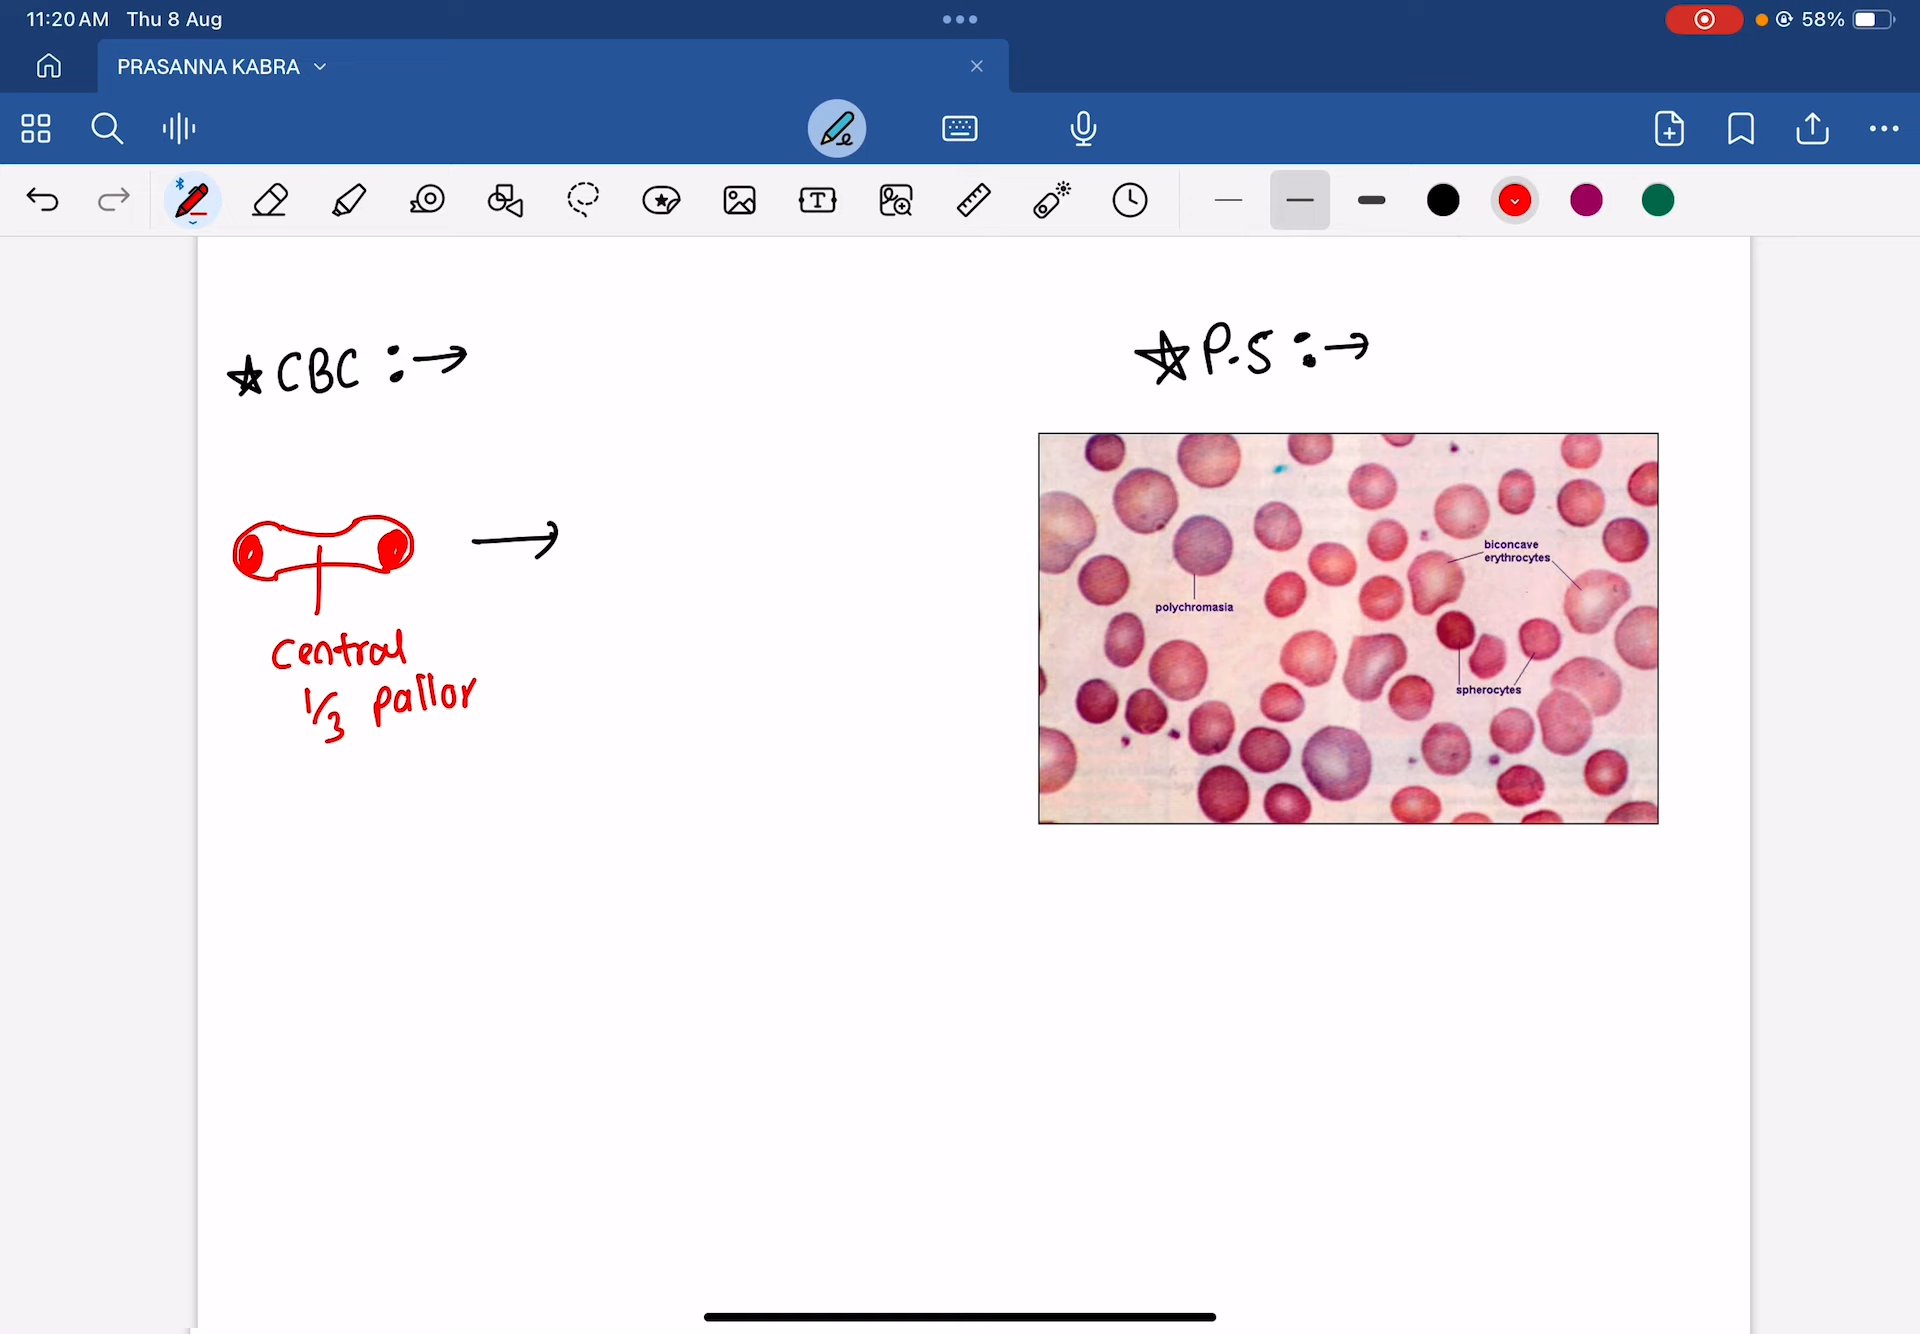 11:20 AM Thu 8 Aug
58%
PRASANNA KABRA
☆ CBC :→
☆ P.S :→
→
central
1/3 pallor
biconcave
erythrocytes
polychromasia
spherocytes